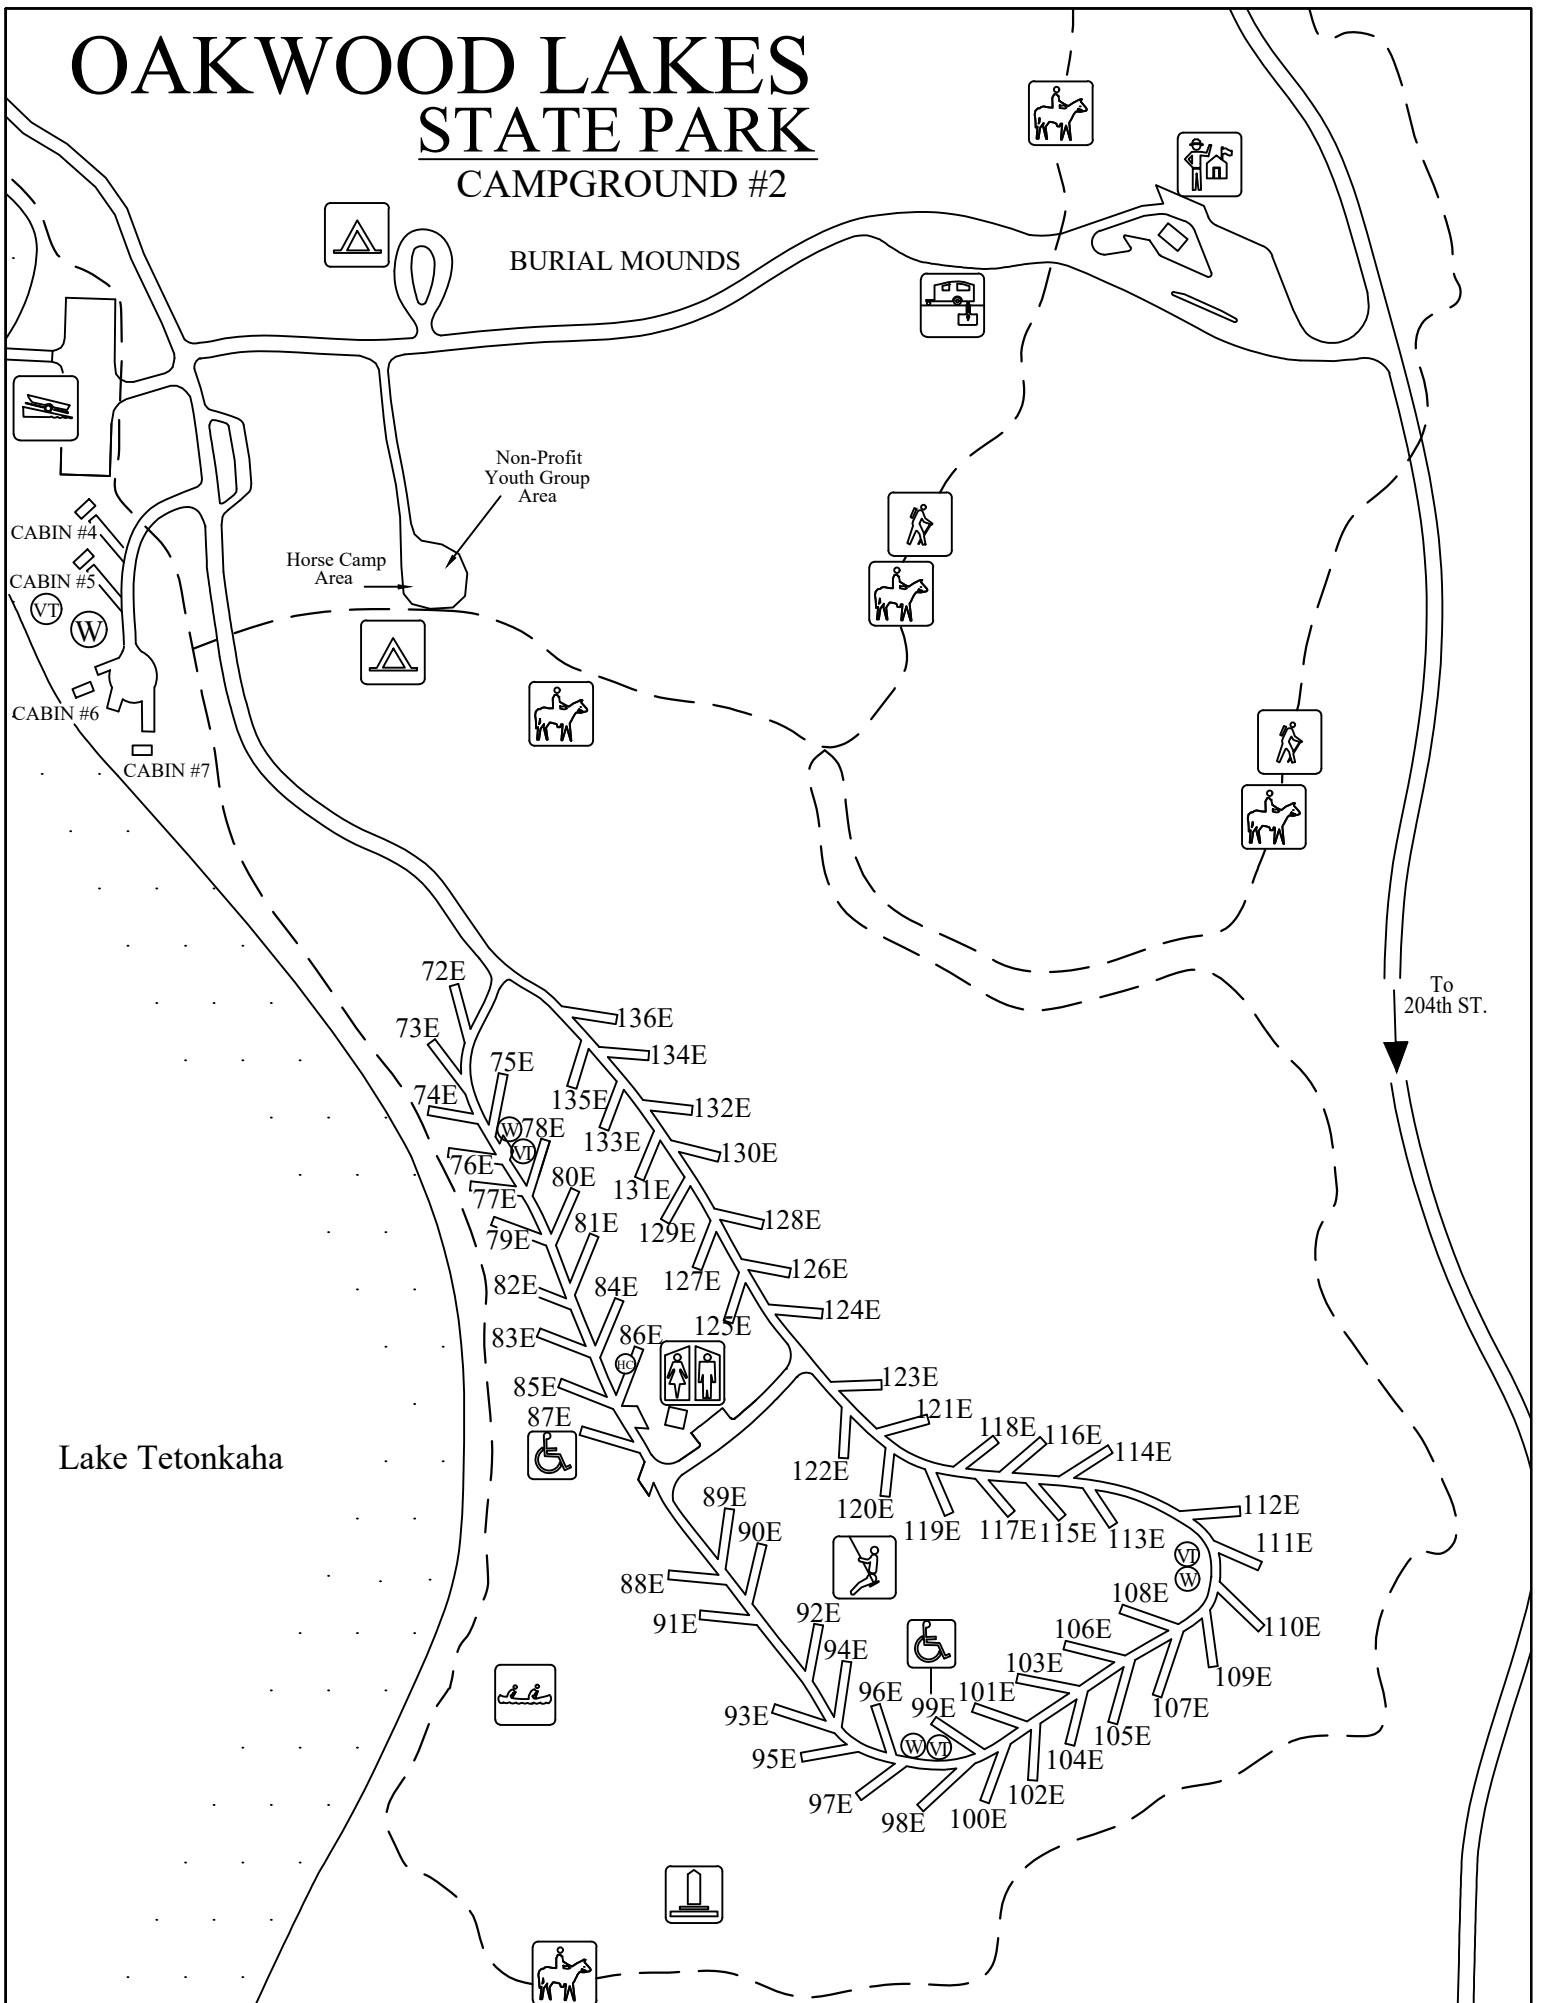 OAKWOOD LAKES
STATE PARK
CAMPGROUND #2
BURIAL MOUNDS
Non-Profit
Youth Group
Area
Horse Camp
Area
CABIN #4
CABIN #5
VT
W
CABIN #6
CABIN #7
To
204th ST.
72E
73E
136E
134E
75E
74E
135E
132E
W
78E
133E
VT
130E
76E
80E
131E
77E
81E
128E
129E
79E
126E
127E
82E
84E
124E
125E
83E
86E
HC
123E
85E
121E
87E
118E
116E
114E
Lake Tetonkaha
122E
89E
120E
112E
90E
119E
117E
115E
113E
111E
VT
W
88E
108E
91E
92E
106E
110E
94E
103E
109E
96E
101E
99E
107E
93E
105E
W
VT
95E
104E
102E
97E
98E
100E